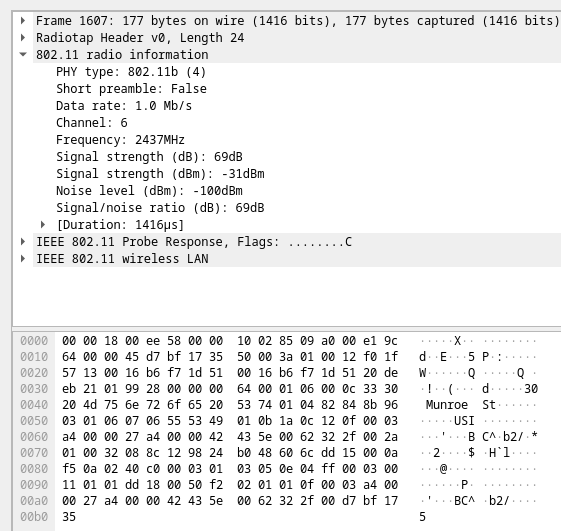 Frame 1607: 177 bytes on wire (1416 bits), 177 bytes captured (1416 bits)
Radiotap Header v0, Length 24
802.11 radio information
PHY type: 802.11b (4)
Short preamble: False
Data rate: 1.0 Mb/s
Channel: 6
Frequency: 2437MHz
Signal strength (dB): 69dB
Signal strength (dBm): -31dBm
Noise level (dBm): -100dBm
Signal/noise ratio (dB): 69dB
[Duration: 1416µs]
IEEE 802.11 Probe Response, Flags: ........C
IEEE 802.11 wireless LAN
0000 00 00 18 00 ee 58 00 00 10 02 85 09 a0 00 e1 9c ·····X·· ········
0010 64 00 00 45 d7 bf 17 35 50 00 3a 01 00 12 f0 1f d··E···5 P·:·····
0020 57 13 00 16 b6 f7 1d 51 00 16 b6 f7 1d 51 20 de W······Q ·····Q ·
0030 eb 21 01 99 28 00 00 00 64 00 01 06 00 0c 33 30 ·!··(··· d·····30
0040 20 4d 75 6e 72 6f 65 20 53 74 01 04 82 84 8b 96 Munroe St······
0050 03 01 06 07 06 55 53 49 01 0b 1a 0c 12 0f 00 03 ·····USI ········
0060 a4 00 00 27 a4 00 00 42 43 5e 00 62 32 2f 00 2a ···'···B C^·b2/·*
0070 01 00 32 08 8c 12 98 24 b0 48 60 6c dd 15 00 0a ··2····$ ·H`l····
0080 f5 0a 02 40 c0 00 03 01 03 05 0e 04 ff 00 03 00 ···@···· ········
0090 11 01 01 dd 18 00 50 f2 02 01 01 0f 00 03 a4 00 ······P· ········
00a0 00 27 a4 00 00 42 43 5e 00 62 32 2f 00 d7 bf 17 ·'···BC^ ·b2/····
00b0 35 5